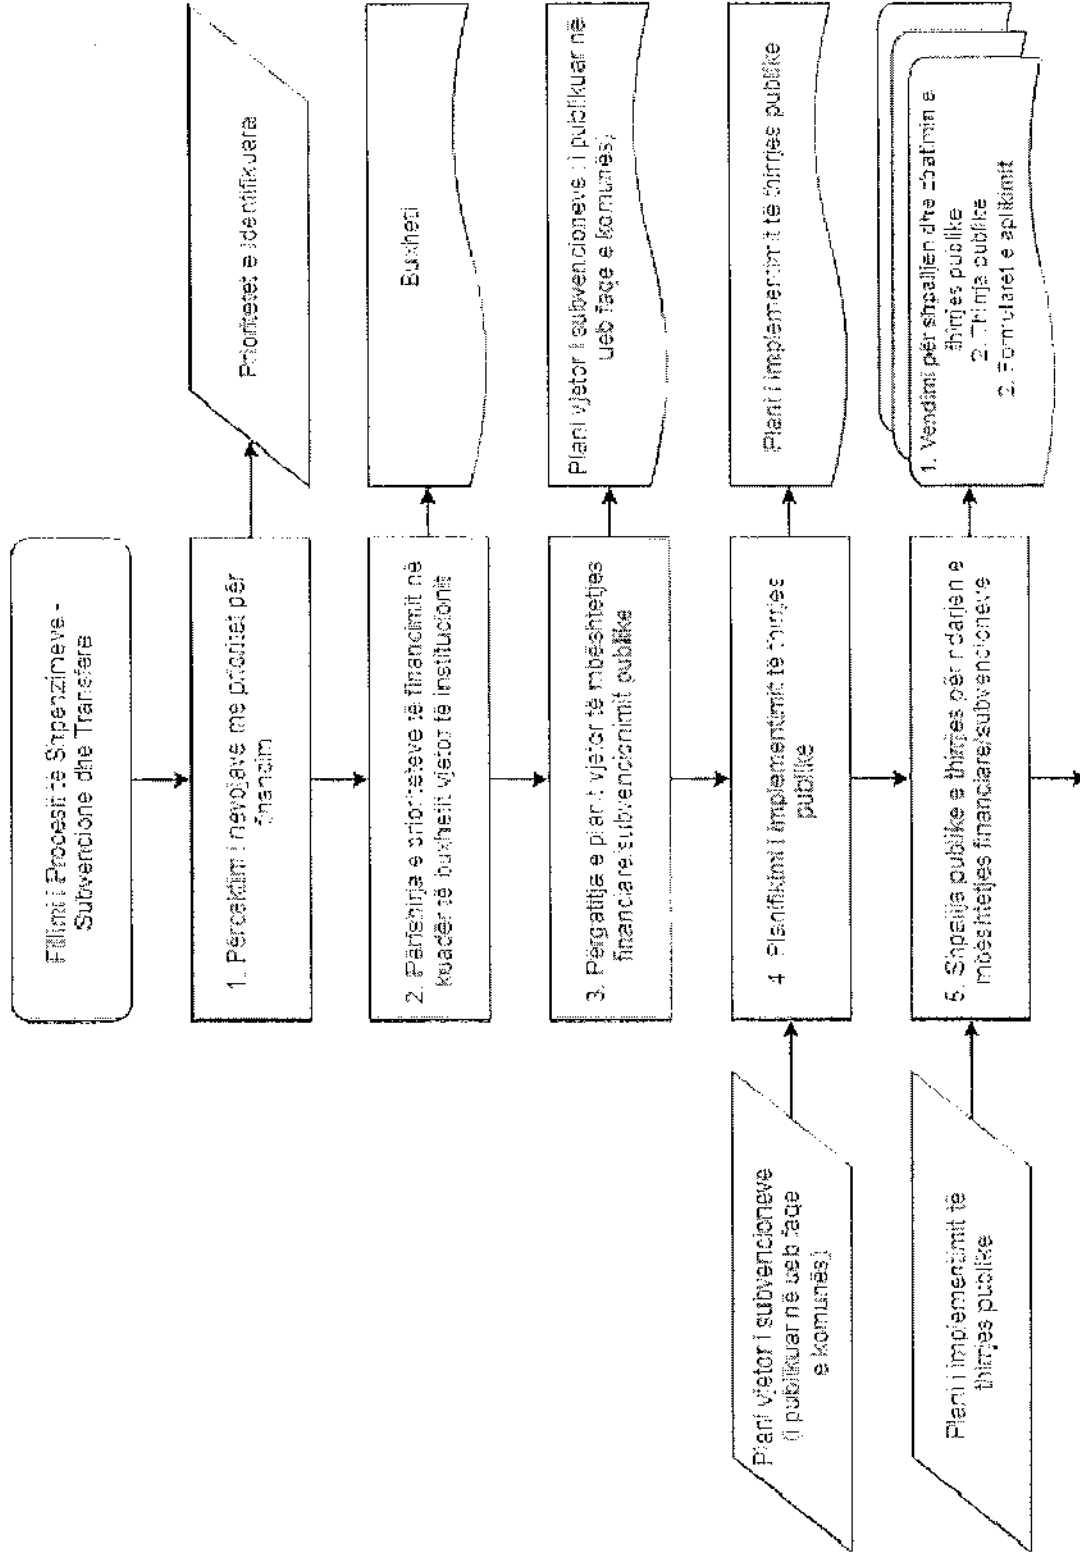 Fillimi i Procesit të Shpenzimeve -
Subvencione dhe Transfere
1. Përcaktimi i nevojave me prioritet për
financim
Prioritetet e identifikuara
2. Përfshirja e prioriteteve të financimit në
kuadër të buxhetit vjetor të institucionit
Buxheti
3. Përgatitja e planit vjetor të mbështetjes
financiare/subvencionimit publike
Plani vjetor i subvencioneve (i publikuar në
ueb faqe e komunës)
Plani vjetor i subvencioneve
(i publikuar në ueb faqe
e komunës)
4. Planifikimi i implementimit të thirrjes
publike
Plani i implementimit të thirrjes publike
Plani i implementimit të
thirrjes publike
5. Shpallja publike e thirrjes për ndarjen e
mbështetjes financiare/subvencioneve
1. Vendimi për shpalljen dhe zbatimin e
thirrjes publike
2. Thirrja publike
2. Formularët e aplikimit